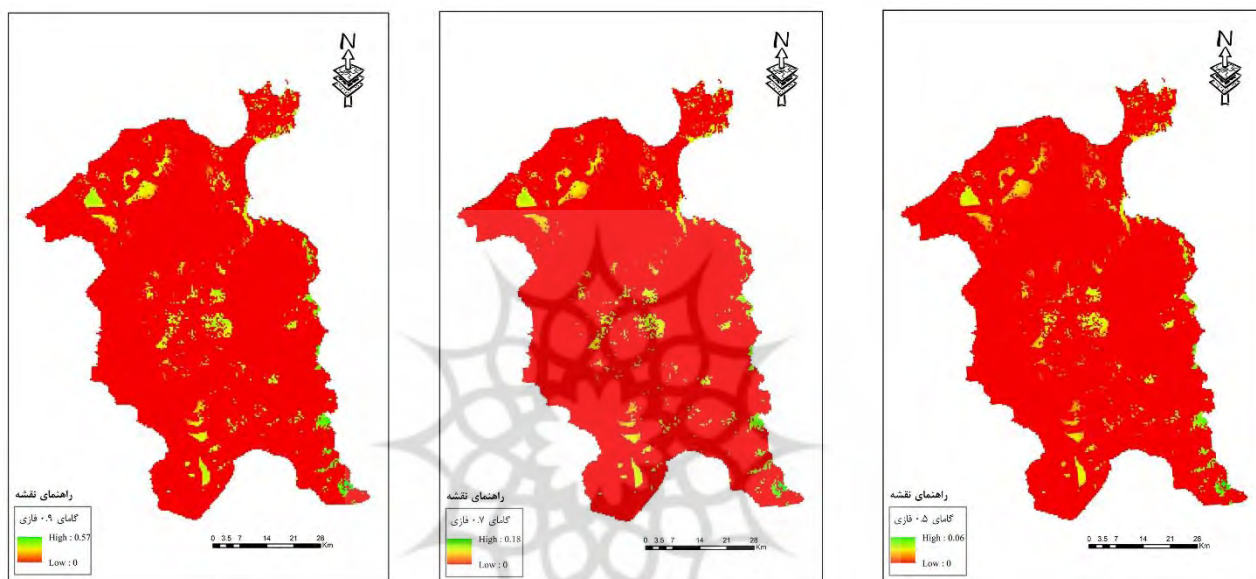 N
راهنمای نقشه
گامای ۰.۹ فازی
High : 0.57
Low : 0
0 3.5 7 14 21 28
Km
N
راهنمای نقشه
گامای ۰.۷ فازی
High : 0.18
Low : 0
0 3.5 7 14 21 28
Km
N
راهنمای نقشه
گامای ۰.۵ فازی
High : 0.06
Low : 0
0 3.5 7 14 21 28
Km